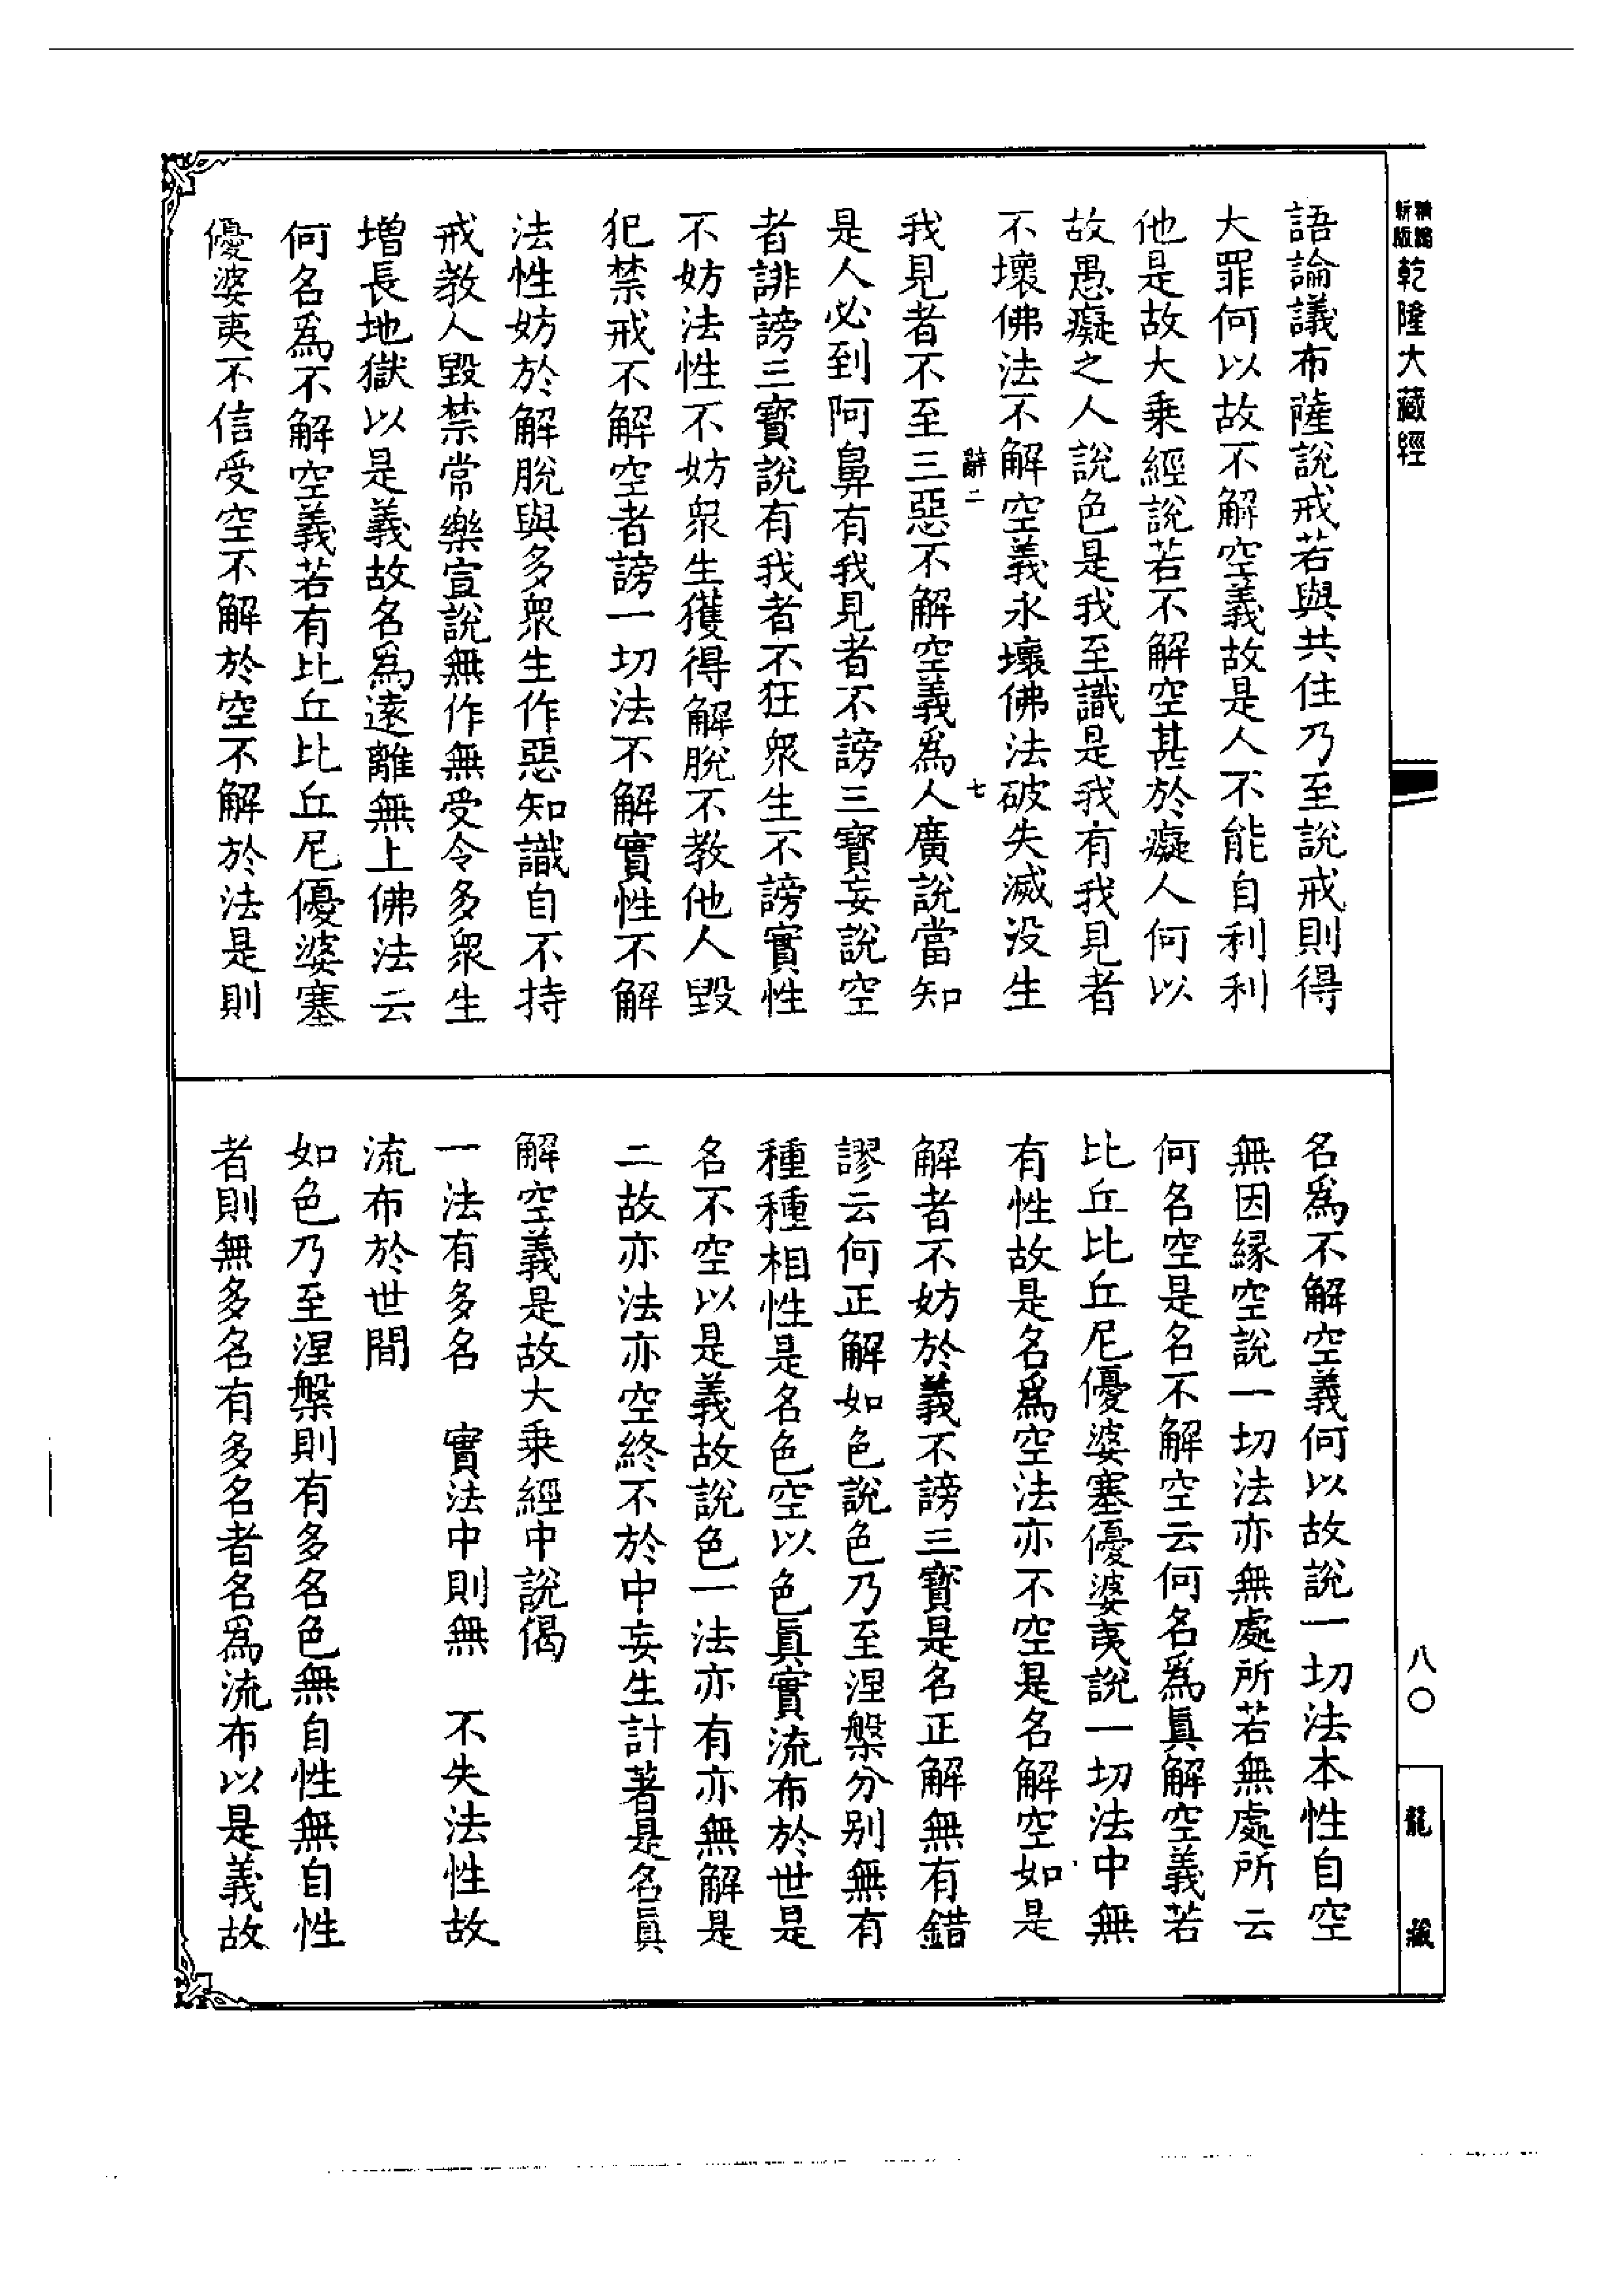 精編
新版
乾隆大藏經
語論議布薩說戒若與共住乃至說戒則得
大罪何以故不解空義故是人不能自利利
他是故大乘經說若不解空甚於癡人何以
故愚癡之人說色是我至識是我有我見者
不壞佛法不解空義永壞佛法破失滅沒生
辭二 七
我見者不至三惡不解空義爲人廣說當知
是人必到阿鼻有我見者不謗三寳妄說空
者誹謗三寳說有我者不狂衆生不謗實性
不妨法性不妨衆生獲得解脫不教他人毀
犯禁戒不解空者謗一切法不解實性不解
法性妨於解脫與多衆生作惡知識自不持
戒教人毀禁常樂宣說無作無受令多衆生
增長地獄以是義故名爲遠離無上佛法云
何名爲不解空義若有比丘比丘尼優婆塞
優婆夷不信受空不解於空不解於法是則
名爲不解空義何以故說一切法本性自空
無因緣空說一切法亦無處所若無處所云
何名空是名不解空云何名爲眞解空義若
比丘比丘尼優婆塞優婆夷說一切法中無
有性故是名爲空法亦不空是名解空如是
解者不妨於義不謗三寳是名正解無有錯
謬云何正解如色說色乃至涅槃分别無有
種種相性是名色空以色眞實流布於世是
名不空以是義故說色一法亦有亦無解是
二故亦法亦空終不於中妄生計著是名眞
解空義是故大乘經中說偈
一法有多名　實法中則無　不失法性故
流布於世間
如色乃至涅槃則有多名色無自性無自性
者則無多名有多名者名爲流布以是義故
八〇
龍藏